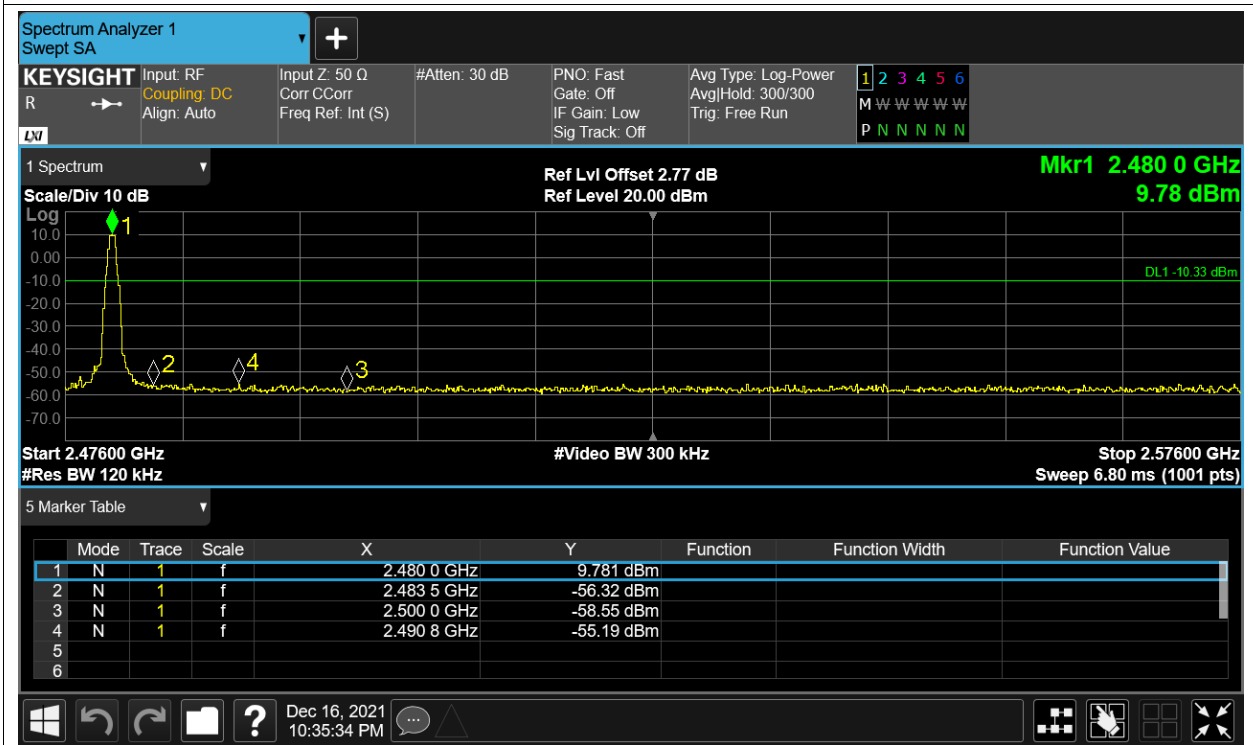 Spectrum Analyzer 1
Swept SA
KEYSIGHT Input: RF Input Z: 50 Ω #Atten: 30 dB PNO: Fast Avg Type: Log-Power 1 2 3 4 5 6
R Coupling: DC Corr CCorr Gate: Off Avg|Hold: 300/300 M W W W W W
Align: Auto Freq Ref: Int (S) IF Gain: Low Trig: Free Run
LXI Sig Track: Off P N N N N N
1 Spectrum Ref Lvl Offset 2.77 dB Mkr1 2.480 0 GHz
Scale/Div 10 dB Ref Level 20.00 dBm 9.78 dBm
Log
1
10.0
0.00
DL1 -10.33 dBm
-10.0
-20.0
-30.0
-40.0
2 4 3
-50.0
-60.0
-70.0
Start 2.47600 GHz #Video BW 300 kHz Stop 2.57600 GHz
#Res BW 120 kHz Sweep 6.80 ms (1001 pts)
5 Marker Table
Mode Trace Scale X Y Function Function Width Function Value
1 N 1 f 2.480 0 GHz 9.781 dBm
2 N 1 f 2.483 5 GHz -56.32 dBm
3 N 1 f 2.500 0 GHz -58.55 dBm
4 N 1 f 2.490 8 GHz -55.19 dBm
5
6
? Dec 16, 2021
10:35:34 PM